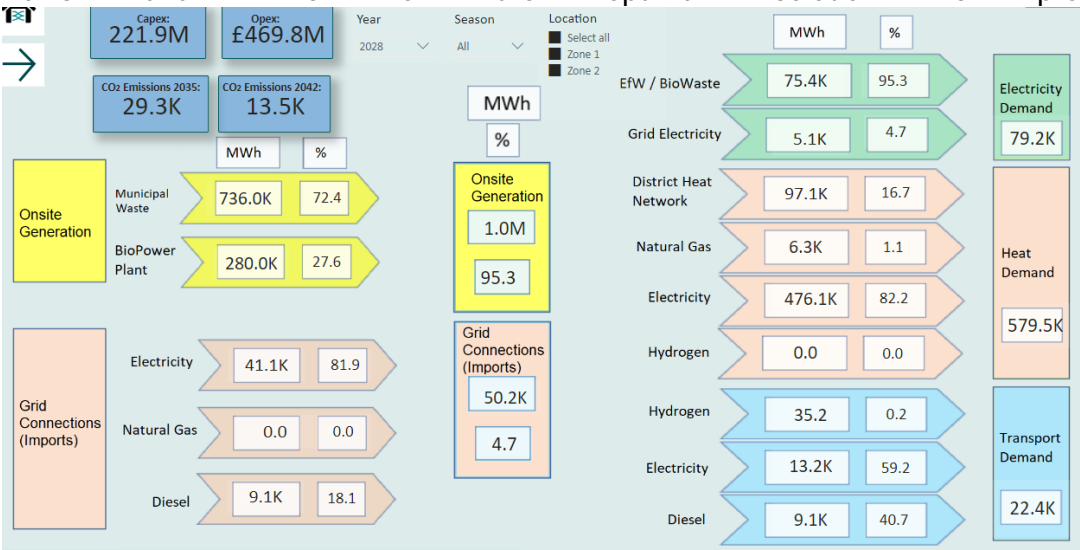 Capex:
221.9M
Opex:
£469.8M
Year
2028
Season
All
Location
Select all
Zone 1
Zone 2
CO2 Emissions 2035:
29.3K
CO2 Emissions 2042:
13.5K
MWh
%
Onsite
Generation
Municipal
Waste
736.0K
72.4
BioPower
Plant
280.0K
27.6
Grid
Connections
(Imports)
Electricity
41.1K
81.9
Natural Gas
0.0
0.0
Diesel
9.1K
18.1
MWh
%
Onsite
Generation
1.0M
95.3
Grid
Connections
(Imports)
50.2K
4.7
MWh
%
EfW / BioWaste
75.4K
95.3
Grid Electricity
5.1K
4.7
Electricity
Demand
79.2K
District Heat
Network
97.1K
16.7
Natural Gas
6.3K
1.1
Electricity
476.1K
82.2
Hydrogen
0.0
0.0
Heat
Demand
579.5K
Hydrogen
35.2
0.2
Electricity
13.2K
59.2
Diesel
9.1K
40.7
Transport
Demand
22.4K